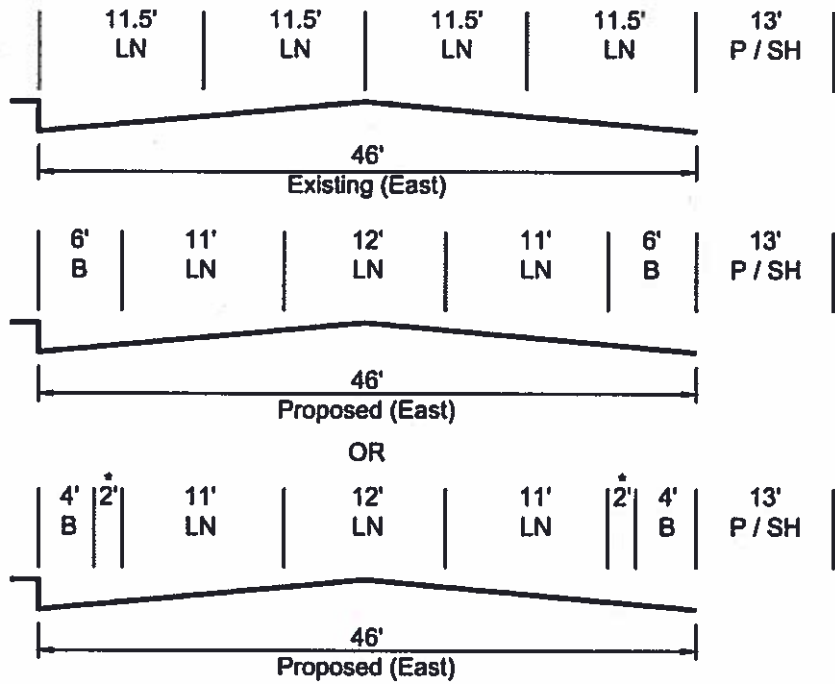 11.5' 11.5' 11.5' 11.5' 13'
LN LN LN LN P / SH
46'
Existing (East)
6' 11' 12' 11' 6' 13'
B LN LN LN B P / SH
46'
Proposed (East)
OR
* *
4' 2' 11' 12' 11' 2' 4' 13'
B LN LN LN B P / SH
46'
Proposed (East)